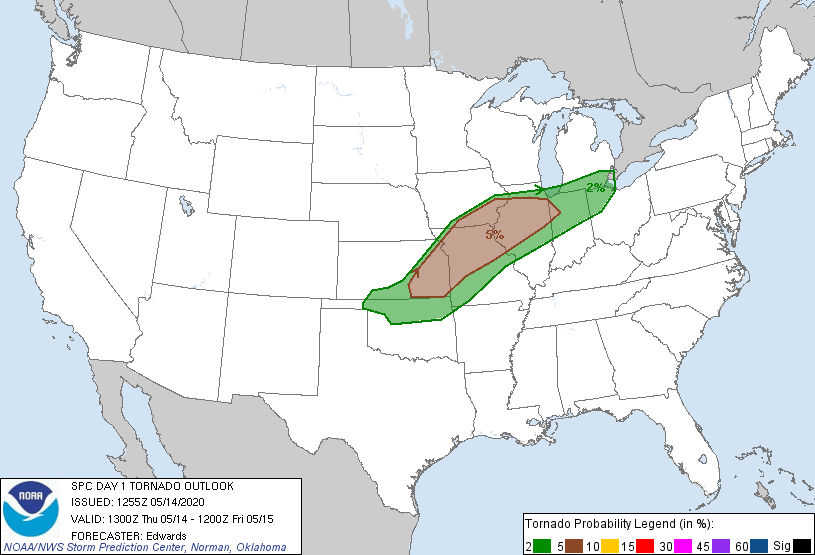 2%
5%
NOAA
SPC DAY 1 TORNADO OUTLOOK
ISSUED: 1255Z 05/14/2020
VALID: 1300Z Thu 05/14 - 1200Z Fri 05/15
FORECASTER: Edwards
NOAA/NWS Storm Prediction Center, Norman, Oklahoma
Tornado Probability Legend (in %):
2 5 10 15 30 45 60 Sig